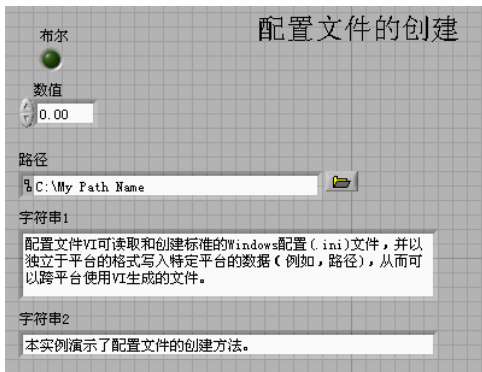 配置文件的创建
布尔
数值
0.00
路径
C:\My Path Name
字符串1
配置文件VI可读取和创建标准的Windows配置(.ini)文件，并以
独立于平台的格式写入特定平台的数据(例如，路径)，从而可
以跨平台使用VI生成的文件。
字符串2
本实例演示了配置文件的创建方法。